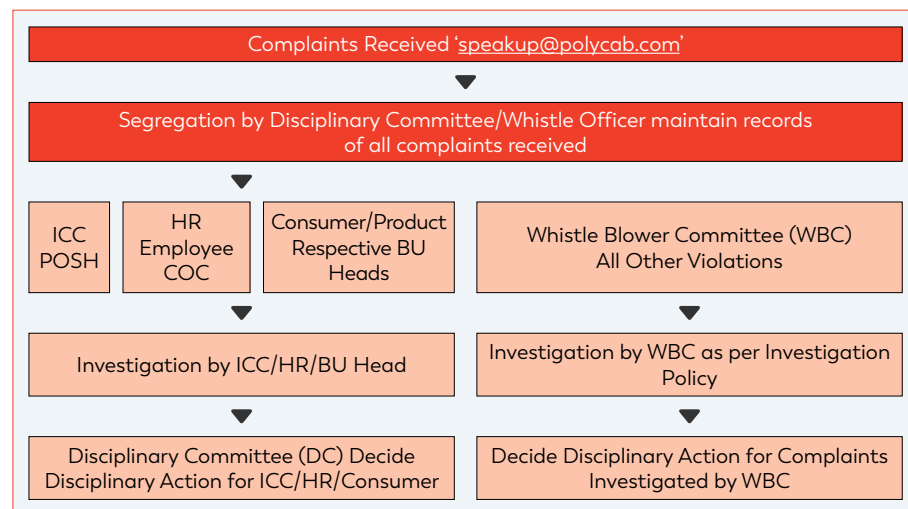 Complaints Received ‘speakup@polycab.com’
Segregation by Disciplinary Committee/Whistle Officer maintain records
of all complaints received
ICC
POSH
HR
Employee
COC
Consumer/Product
Respective BU
Heads
Whistle Blower Committee (WBC)
All Other Violations
Investigation by ICC/HR/BU Head
Investigation by WBC as per Investigation
Policy
Disciplinary Committee (DC) Decide
Disciplinary Action for ICC/HR/Consumer
Decide Disciplinary Action for Complaints
Investigated by WBC